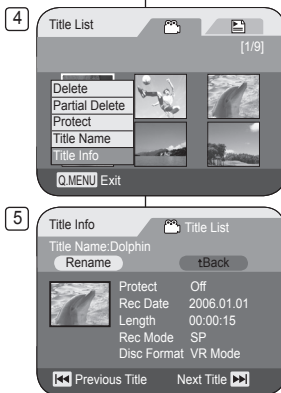 4
Title List
[1/9]
Delete
Partial Delete
Protect
Title Name
Title Info
Q.MENU Exit
5
Title Info Title List
Title Name:Dolphin
Rename tBack
Protect Off
Rec Date 2006.01.01
Length 00:00:15
Rec Mode SP
Disc Format VR Mode
Previous Title Next Title